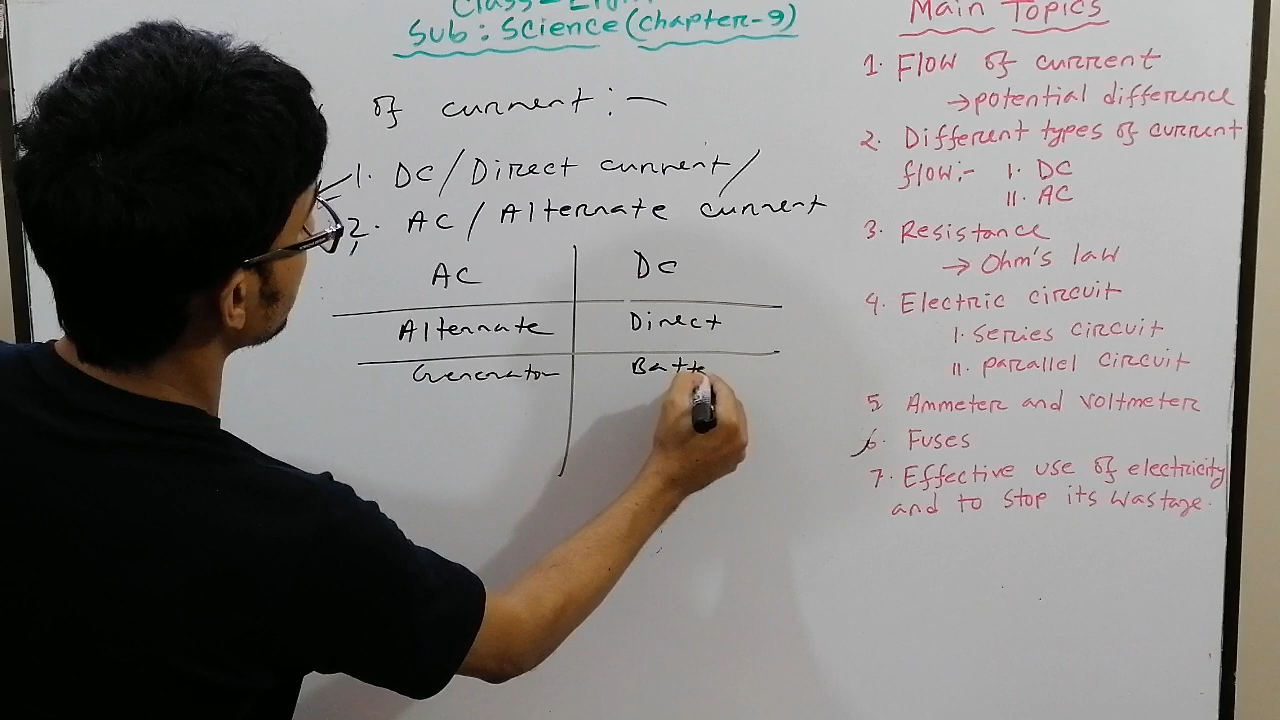 Sub : Science (chapter-9)
of current : —
1. DC / Direct current /
2. AC / Alternate current
AC DC
Alternate Direct
Generator Batte
Main Topics
1. Flow of current
→ potential difference
2. Different types of current
flow:- I. DC
II. AC
3. Resistance
→ Ohm's law
4. Electric circuit
I. Series circuit
II. parallel circuit
5 Ammeter and voltmeter
6. Fuses
7. Effective use of electricity
and to stop its wastage.